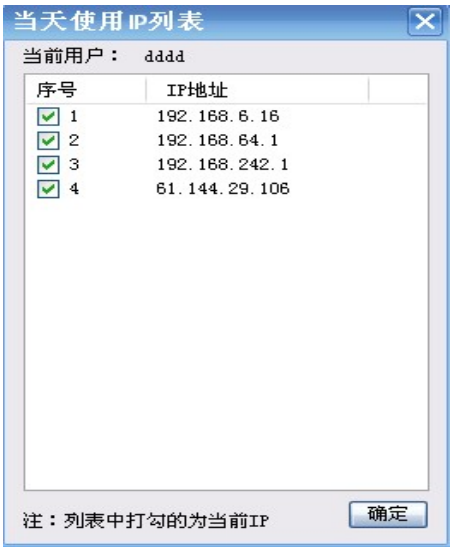 当天使用IP列表
当前用户： dddd
序号 IP地址
1 192.168.6.16
2 192.168.64.1
3 192.168.242.1
4 61.144.29.106
注：列表中打勾的为当前IP 确定